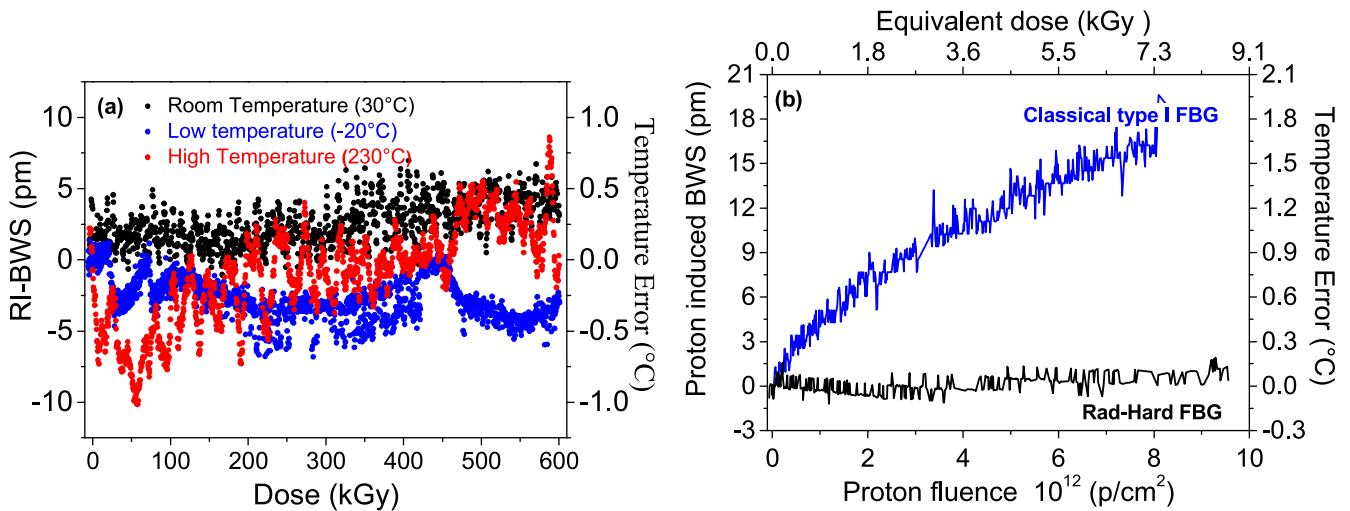 (a)
Room Temperature (30°C)
Low temperature (-20°C)
High Temperature (230°C)
RI-BWS (pm)
10
5
0
-5
-10
1.0
0.5
0.0
-0.5
-1.0
Temperature Error (°C)
0 100 200 300 400 500 600
Dose (kGy)
Equivalent dose (kGy)
0.0 1.8 3.6 5.5 7.3 9.1
(b)
Classical type I FBG
Rad-Hard FBG
Proton induced BWS (pm)
21
18
15
12
9
6
3
0
-3
2.1
1.8
1.5
1.2
0.9
0.6
0.3
0.0
-0.3
Temperature Error (°C)
0 2 4 6 8 10
Proton fluence 10¹² (p/cm²)